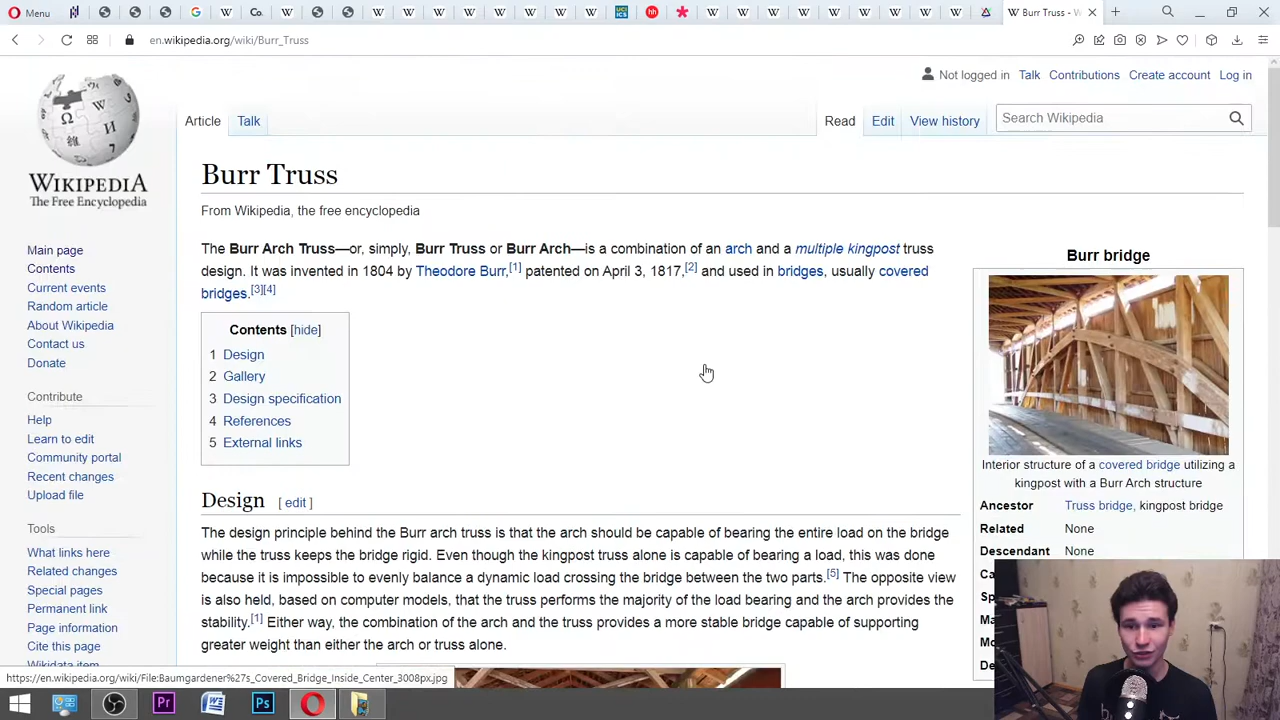 Menu
Co.
UCI
ICS
hh
Burr Truss - W
en.wikipedia.org/wiki/Burr_Truss
Not logged in Talk Contributions Create account Log in
Article Talk Read Edit View history Search Wikipedia
WIKIPEDIA
The Free Encyclopedia
Main page
Contents
Current events
Random article
About Wikipedia
Contact us
Donate
Contribute
Help
Learn to edit
Community portal
Recent changes
Upload file
Tools
What links here
Related changes
Special pages
Permanent link
Page information
Cite this page
Wikidata item
Burr Truss
From Wikipedia, the free encyclopedia
The Burr Arch Truss—or, simply, Burr Truss or Burr Arch—is a combination of an arch and a multiple kingpost truss
design. It was invented in 1804 by Theodore Burr,[1] patented on April 3, 1817,[2] and used in bridges, usually covered
bridges.[3][4]
Contents [hide]
1 Design
2 Gallery
3 Design specification
4 References
5 External links
Design [ edit ]
The design principle behind the Burr arch truss is that the arch should be capable of bearing the entire load on the bridge
while the truss keeps the bridge rigid. Even though the kingpost truss alone is capable of bearing a load, this was done
because it is impossible to evenly balance a dynamic load crossing the bridge between the two parts.[5] The opposite view
is also held, based on computer models, that the truss performs the majority of the load bearing and the arch provides the
stability.[1] Either way, the combination of the arch and the truss provides a more stable bridge capable of supporting
greater weight than either the arch or truss alone.
Burr bridge
Interior structure of a covered bridge utilizing a
kingpost with a Burr Arch structure
Ancestor Truss bridge, kingpost bridge
Related None
Descendant None
Ca
Sp
Ma
Mo
De
https://en.wikipedia.org/wiki/File:Baumgardener%27s_Covered_Bridge_Inside_Center_3008px.jpg
Pr
Ps